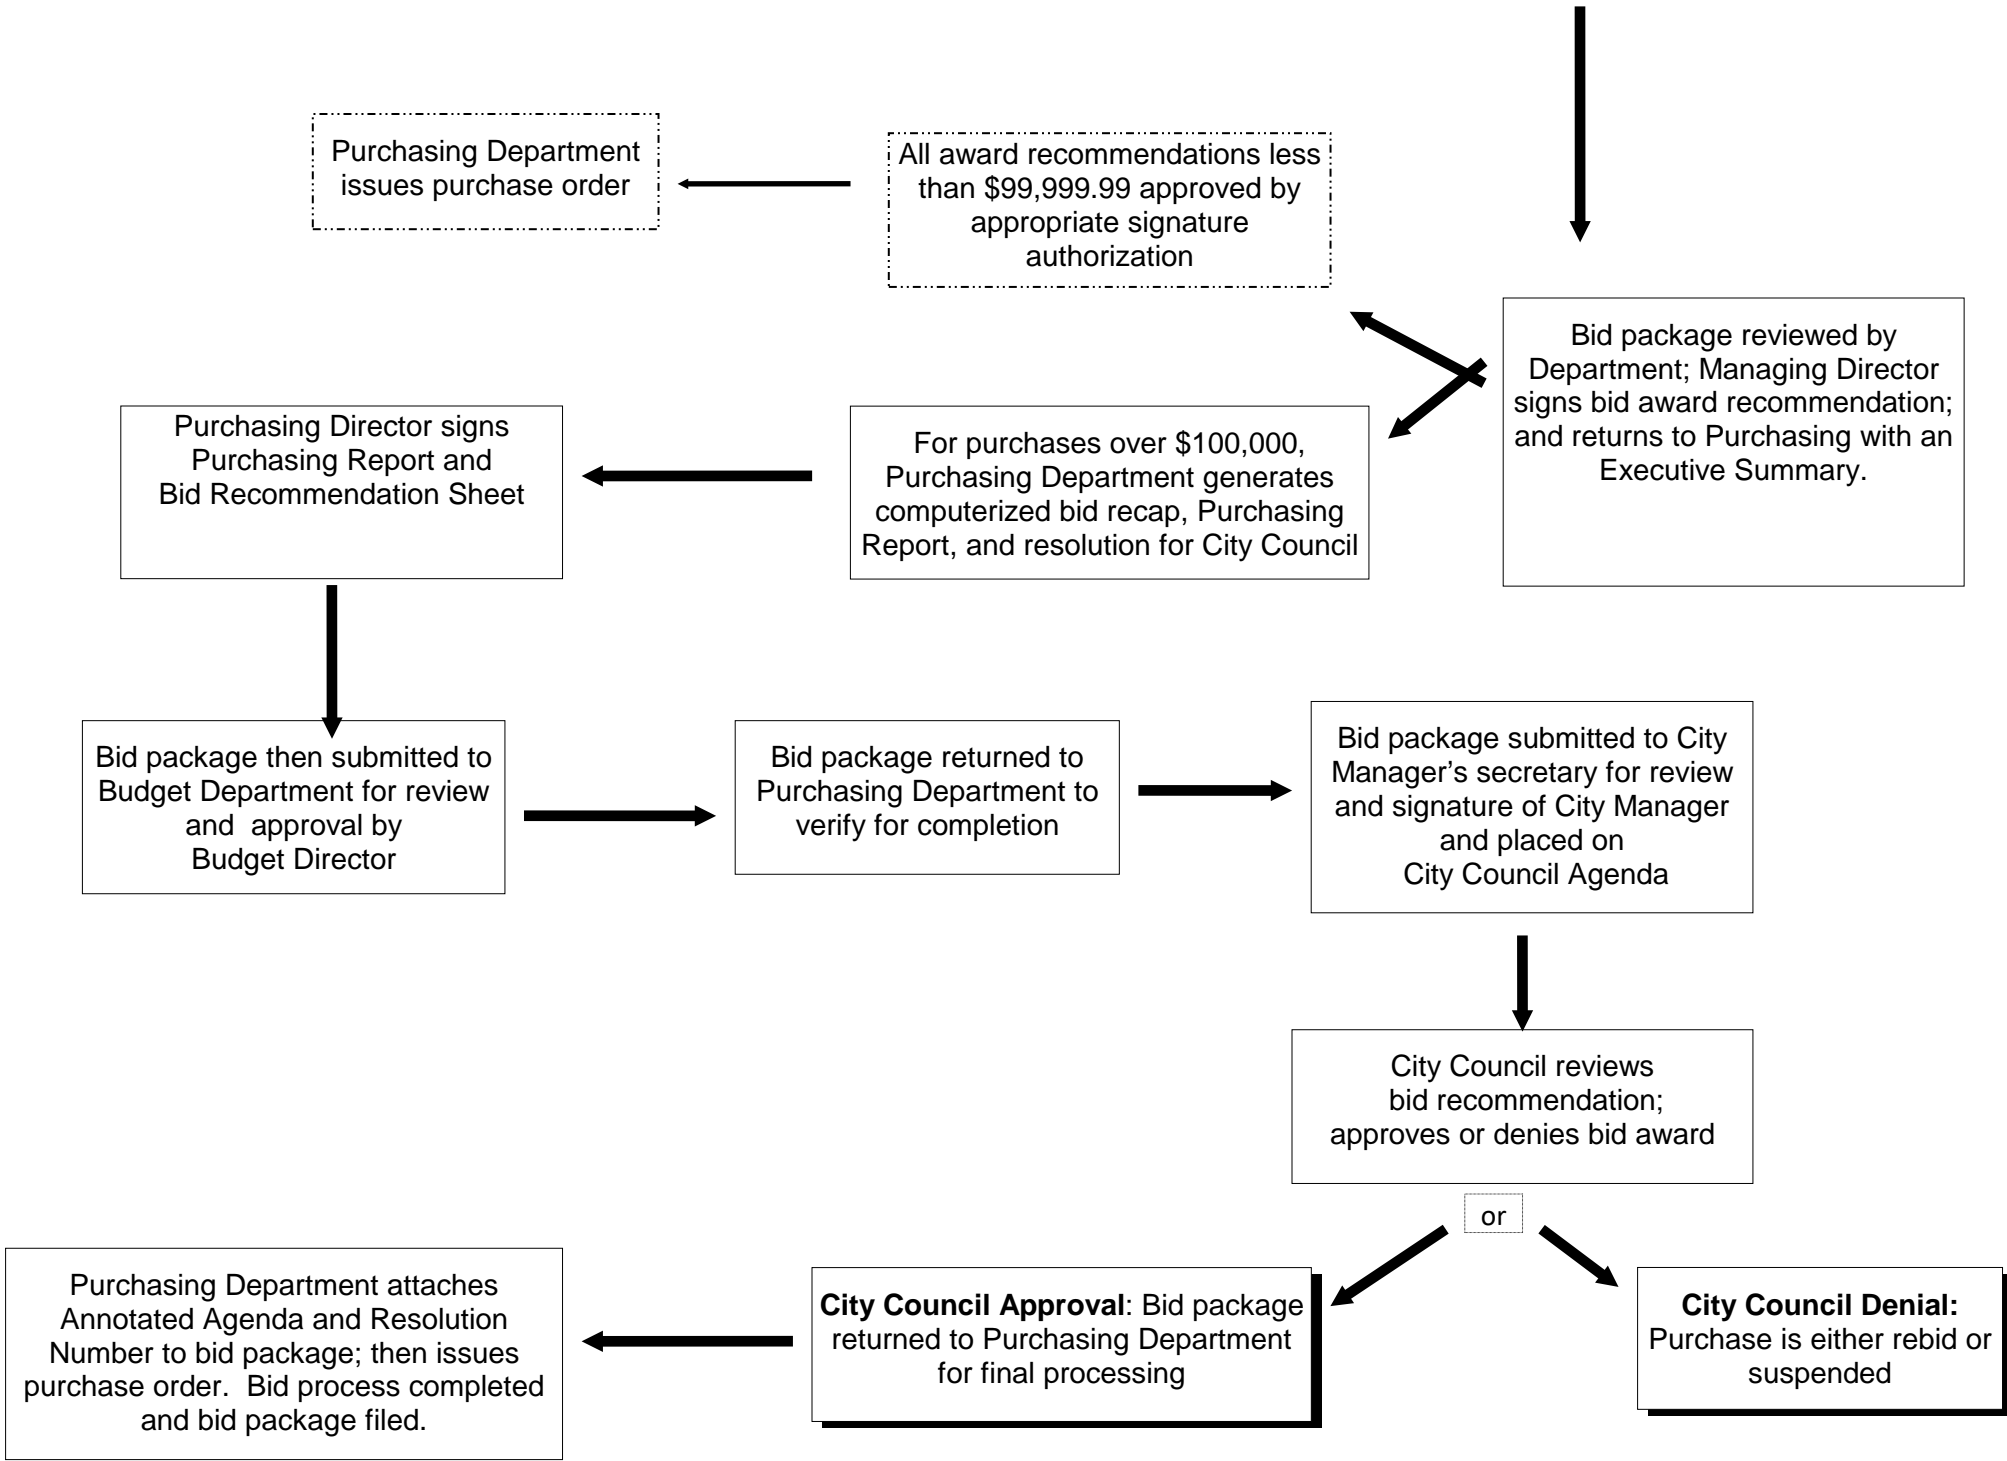 Purchasing Department
issues purchase order
All award recommendations less
than $99,999.99 approved by
appropriate signature
authorization
Bid package reviewed by
Department; Managing Director
signs bid award recommendation;
and returns to Purchasing with an
Executive Summary.
For purchases over $100,000,
Purchasing Department generates
computerized bid recap, Purchasing
Report, and resolution for City Council
Purchasing Director signs
Purchasing Report and
Bid Recommendation Sheet
Bid package then submitted to
Budget Department for review
and  approval by
Budget Director
Bid package returned to
Purchasing Department to
verify for completion
Bid package submitted to City
Manager’s secretary for review
and signature of City Manager
and placed on
City Council Agenda
City Council reviews
bid recommendation;
approves or denies bid award
or
City Council Approval: Bid package
returned to Purchasing Department
for final processing
City Council Denial:
Purchase is either rebid or
suspended
Purchasing Department attaches
Annotated Agenda and Resolution
Number to bid package; then issues
purchase order.  Bid process completed
and bid package filed.